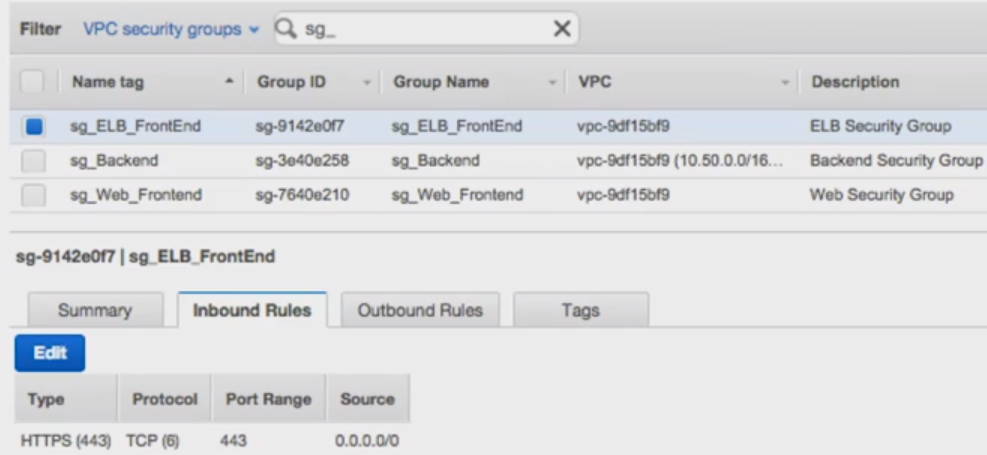 Filter VPC security groups sg_ X
Name tag Group ID Group Name VPC Description
sg_ELB_FrontEnd sg-9142e0f7 sg_ELB_FrontEnd vpc-9df15bf9 ELB Security Group
sg_Backend sg-3e40e258 sg_Backend vpc-9df15bf9 (10.50.0.0/16... Backend Security Group
sg_Web_Frontend sg-7640e210 sg_Web_Frontend vpc-9df15bf9 Web Security Group
sg-9142e0f7 | sg_ELB_FrontEnd
Summary Inbound Rules Outbound Rules Tags
Edit
Type Protocol Port Range Source
HTTPS (443) TCP (6) 443 0.0.0.0/0